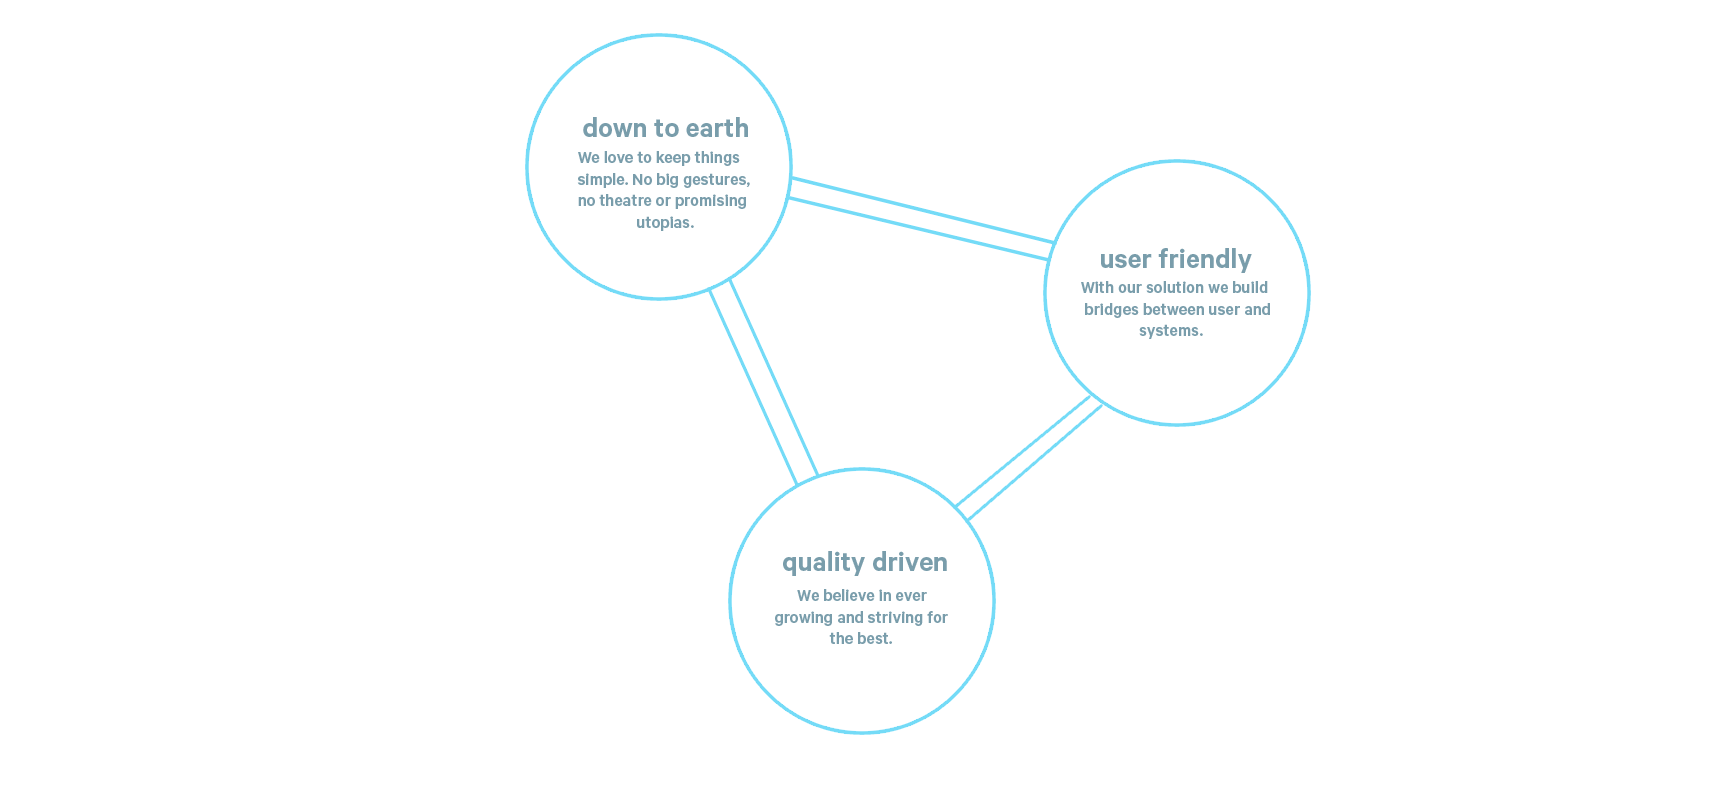 down to earth
We love to keep things
simple. No big gestures,
no theatre or promising
utopias.
user friendly
With our solution we build
bridges between user and
systems.
quality driven
We believe in ever
growing and striving for
the best.